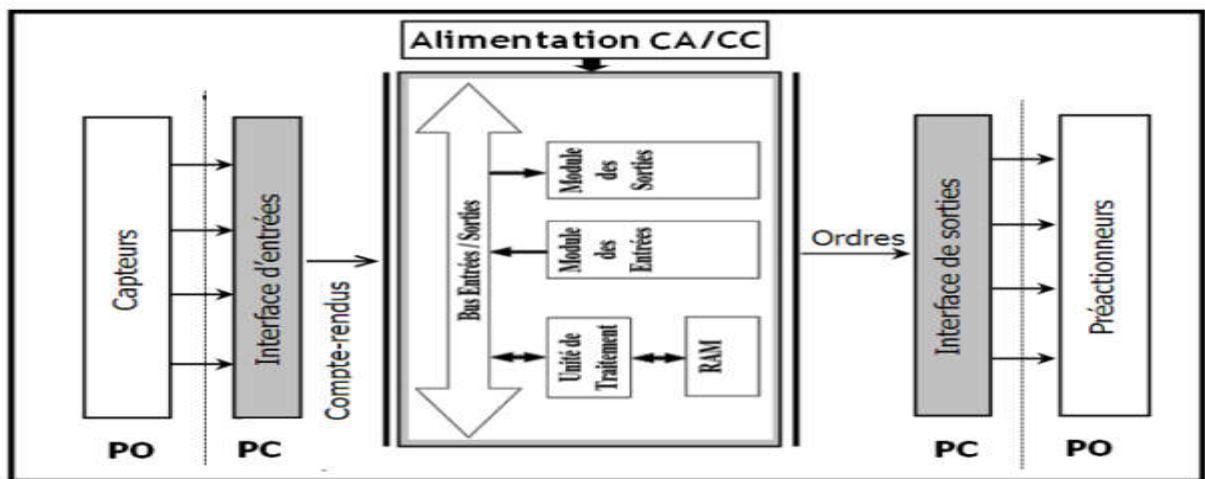 Alimentation CA/CC
Capteurs
Interface d'entrées
Compte-rendus
Bus Entrées / Sorties
Module
des
Sorties
Module
des
Entrées
Unité de
Traitement
RAM
Ordres
Interface de sorties
Préactionneurs
PO
PC
PC
PO